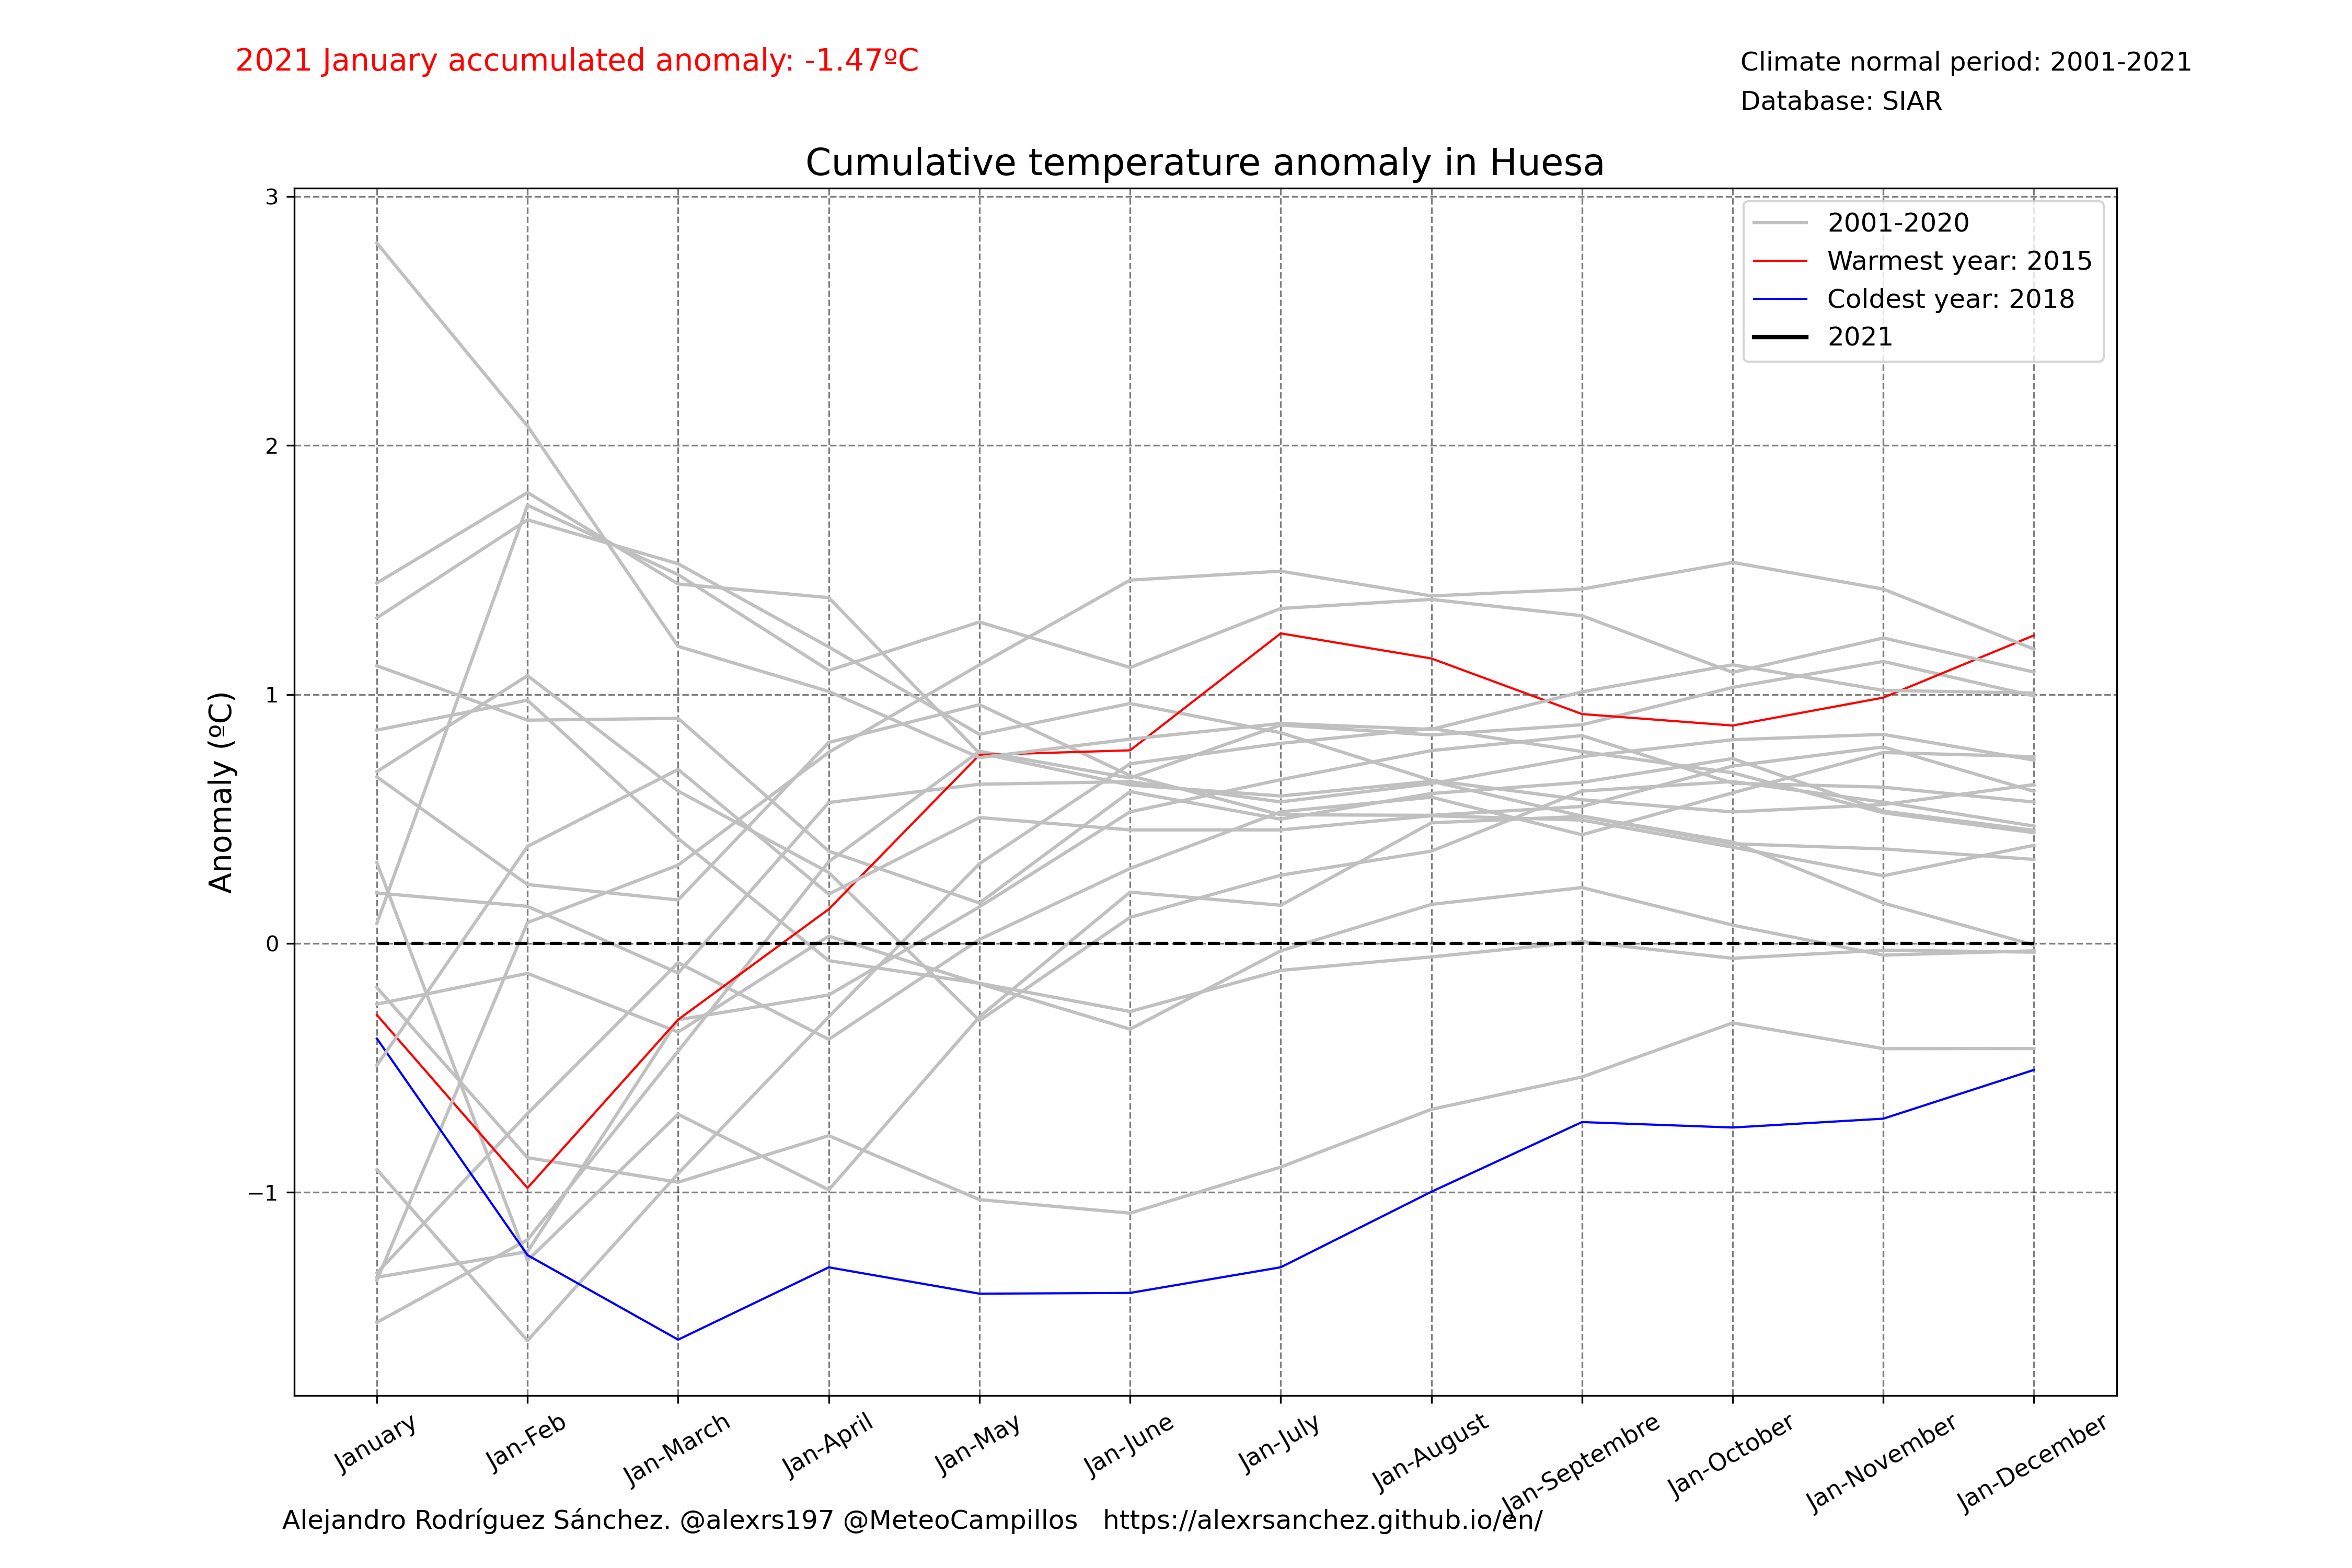 2021 January accumulated anomaly: -1.47ºC
Climate normal period: 2001-2021
Database: SIAR
Cumulative temperature anomaly in Huesa
3
2
1
0
−1
Anomaly (ºC)
2001-2020
Warmest year: 2015
Coldest year: 2018
2021
January
Jan-Feb
Jan-March
Jan-April
Jan-May
Jan-June
Jan-July
Jan-August
Jan-Septembre
Jan-October
Jan-November
Jan-December
Alejandro Rodríguez Sánchez. @alexrs197 @MeteoCampillos https://alexrsanchez.github.io/en/